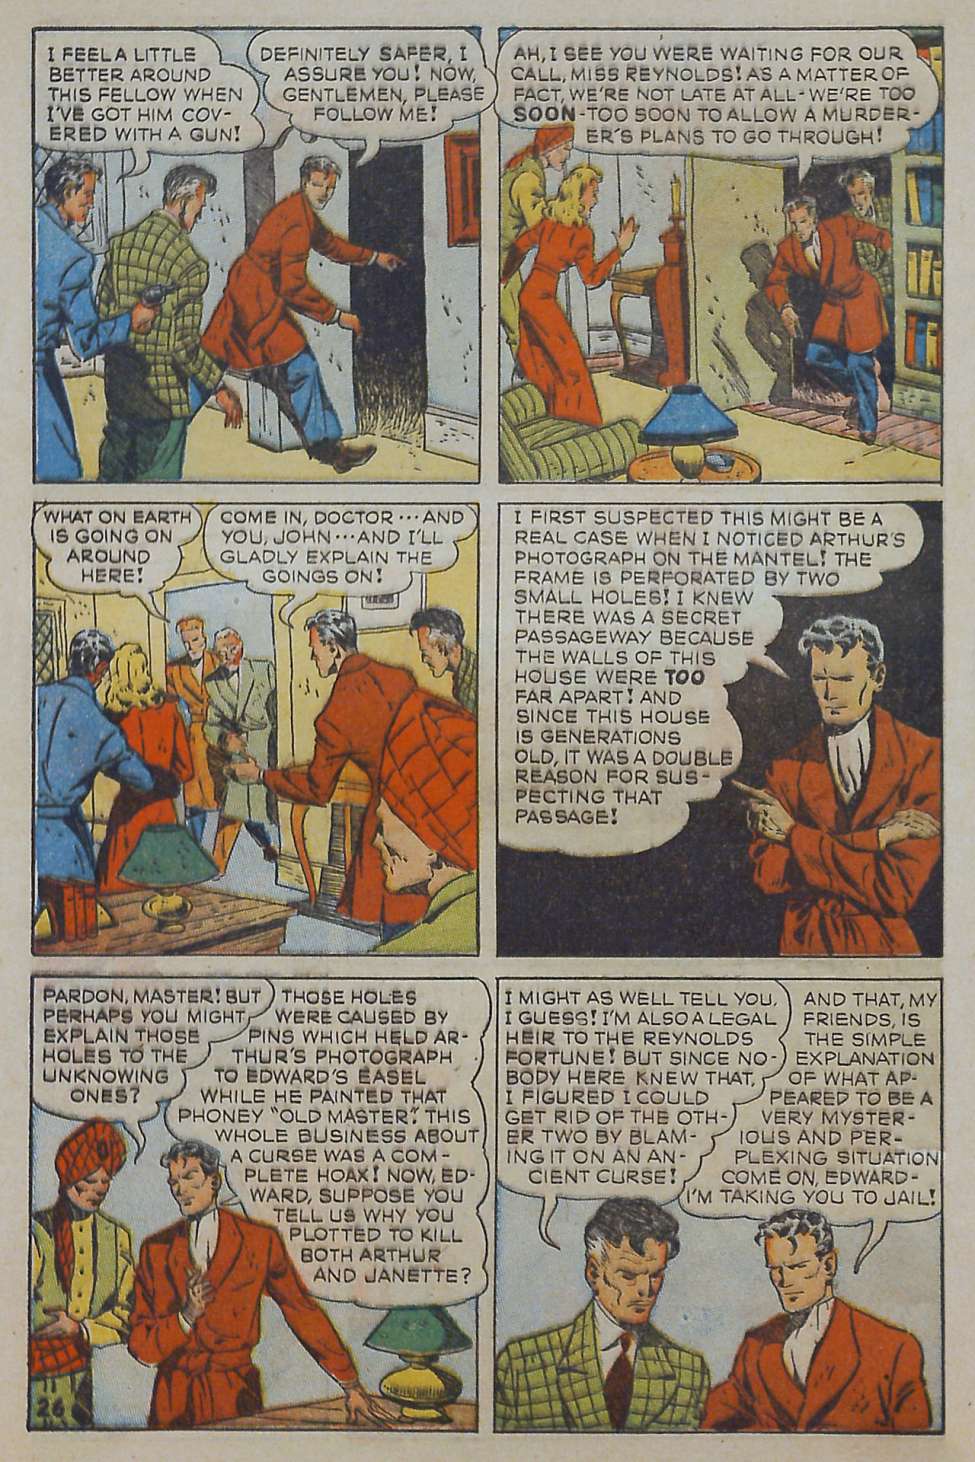 I FEEL A LITTLE
BETTER AROUND
THIS FELLOW WHEN
I'VE GOT HIM COV-
ERED WITH A GUN!
DEFINITELY SAFER, I
ASSURE YOU! NOW,
GENTLEMEN, PLEASE
FOLLOW ME!
AH, I SEE YOU WERE WAITING FOR OUR
CALL, MISS REYNOLDS! AS A MATTER OF
FACT, WE'RE NOT LATE AT ALL-WE'RE TOO
SOON-TOO SOON TO ALLOW A MURDER-
ER'S PLANS TO GO THROUGH!
WHAT ON EARTH
IS GOING ON
AROUND
HERE!
COME IN, DOCTOR...AND
YOU, JOHN...AND I'LL
GLADLY EXPLAIN THE
GOINGS ON!
I FIRST SUSPECTED THIS MIGHT BE A
REAL CASE WHEN I NOTICED ARTHUR'S
PHOTOGRAPH ON THE MANTEL! THE
FRAME IS PERFORATED BY TWO
SMALL HOLES! I KNEW
THERE WAS A SECRET
PASSAGEWAY BECAUSE
THE WALLS OF THIS
HOUSE WERE TOO
FAR APART! AND
SINCE THIS HOUSE
IS GENERATIONS
OLD, IT WAS A DOUBLE
REASON FOR SUS-
PECTING THAT
PASSAGE!
PARDON, MASTER! BUT
PERHAPS YOU MIGHT
EXPLAIN THOSE
HOLES TO THE
UNKNOWING
ONES?
THOSE HOLES
WERE CAUSED BY
PINS WHICH HELD AR-
THUR'S PHOTOGRAPH
TO EDWARD'S EASEL
WHILE HE PAINTED THAT
PHONEY "OLD MASTER". THIS
WHOLE BUSINESS ABOUT
A CURSE WAS A COM-
PLETE HOAX! NOW, ED-
WARD, SUPPOSE YOU
TELL US WHY YOU
PLOTTED TO KILL
BOTH ARTHUR
AND JANETTE?
26
I MIGHT AS WELL TELL YOU,
I GUESS! I'M ALSO A LEGAL
HEIR TO THE REYNOLDS
FORTUNE! BUT SINCE NO-
BODY HERE KNEW THAT,
I FIGURED I COULD
GET RID OF THE OTH-
ER TWO BY BLAM-
ING IT ON AN AN-
CIENT CURSE!
AND THAT, MY
FRIENDS, IS
THE SIMPLE
EXPLANATION
OF WHAT AP-
PEARED TO BE A
VERY MYSTER-
IOUS AND PER-
PLEXING SITUATION
COME ON, EDWARD-
I'M TAKING YOU TO JAIL!